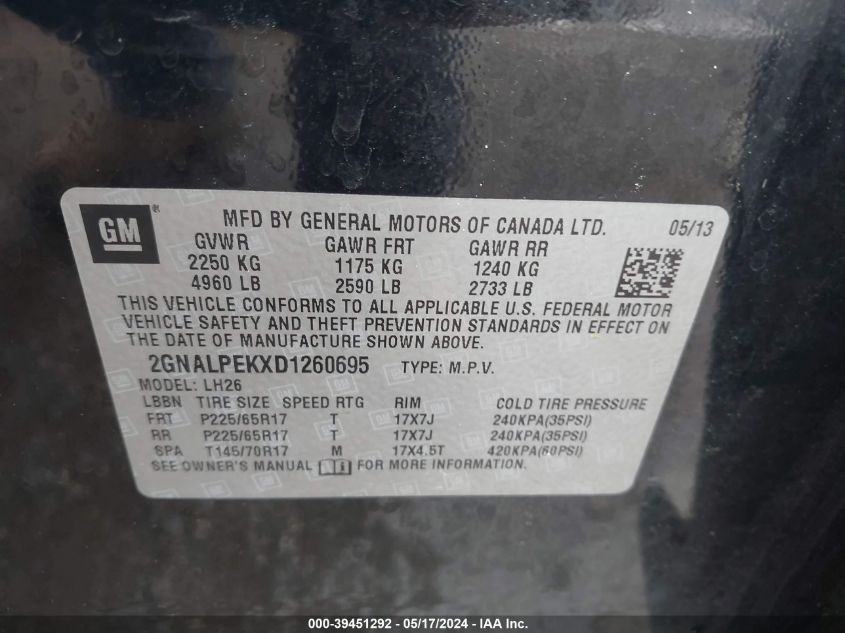 GM® MFD BY GENERAL MOTORS OF CANADA LTD. 05/13
GVWR GAWR FRT GAWR RR
2250 KG 1175 KG 1240 KG
4960 LB 2590 LB 2733 LB
THIS VEHICLE CONFORMS TO ALL APPLICABLE U.S. FEDERAL MOTOR
VEHICLE SAFETY AND THEFT PREVENTION STANDARDS IN EFFECT ON
THE DATE OF MANUFACTURE SHOWN ABOVE.
2GNALPEKXD1260695 TYPE: M.P.V.
MODEL: LH26
LBBN TIRE SIZE SPEED RTG RIM COLD TIRE PRESSURE
FRT P225/65R17 T 17X7J 240KPA(35PSI)
RR P225/65R17 T 17X7J 240KPA(35PSI)
SPA T145/70R17 M 17X4.5T 420KPA(60PSI)
SEE OWNER'S MANUAL FOR MORE INFORMATION.
000-39451292 - 05/17/2024 - IAA Inc.